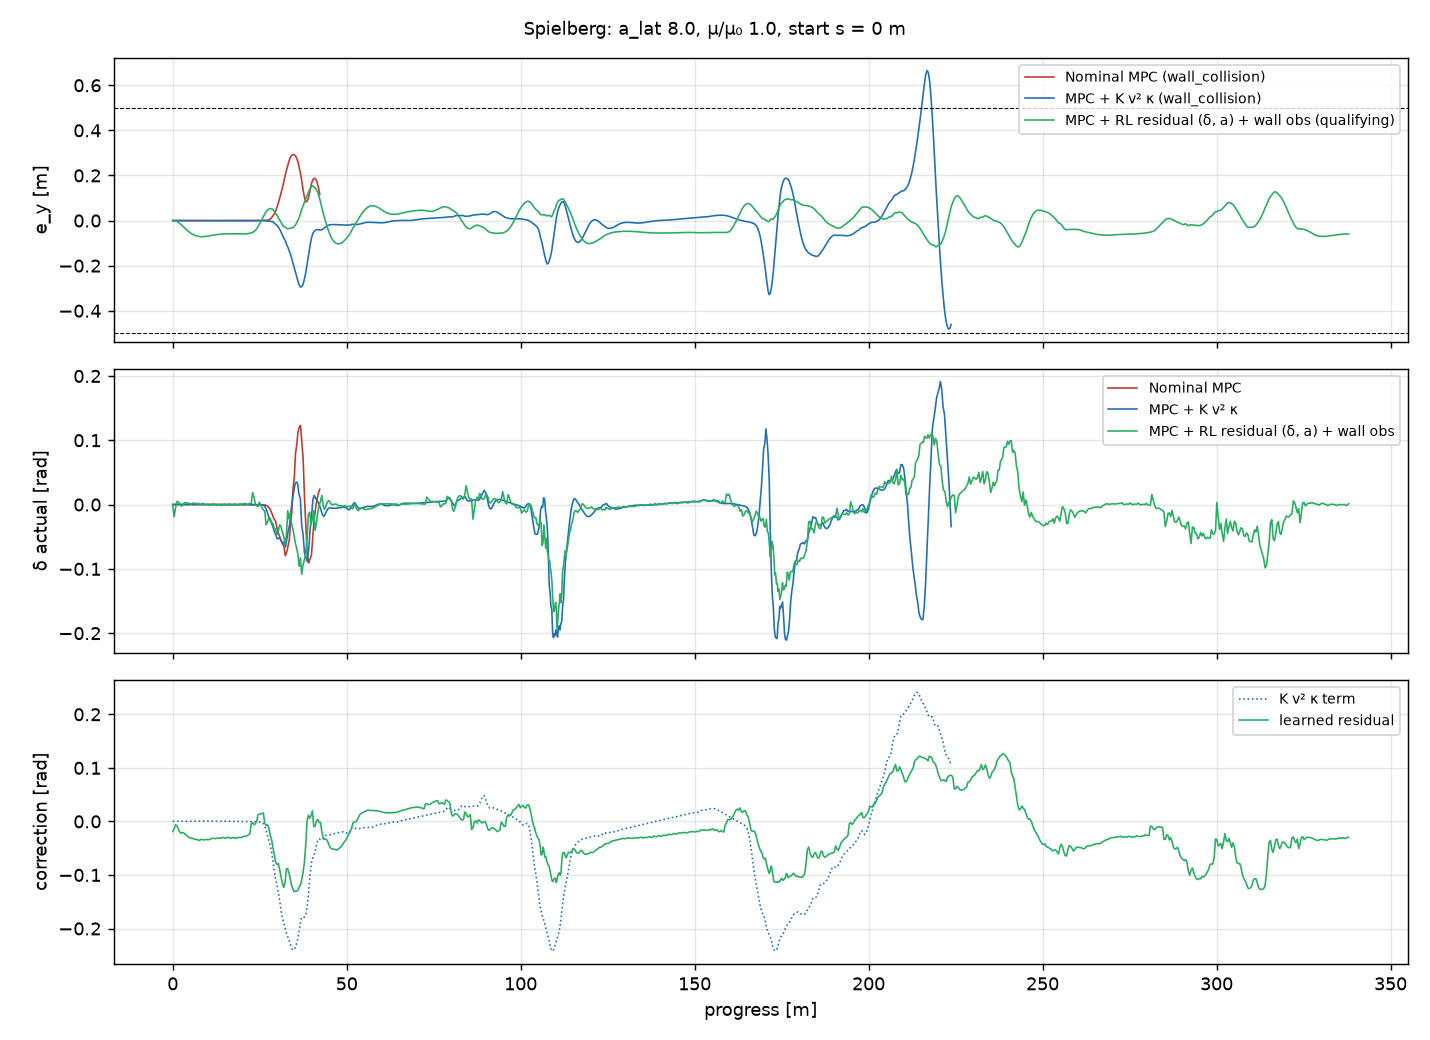 Spielberg: a_lat 8.0, μ/μ₀ 1.0, start s = 0 m
e_y [m]
0.6
0.4
0.2
0.0
−0.2
−0.4
Nominal MPC (wall_collision)
MPC + K v² κ (wall_collision)
MPC + RL residual (δ, a) + wall obs (qualifying)
δ actual [rad]
0.2
0.1
0.0
−0.1
−0.2
Nominal MPC
MPC + K v² κ
MPC + RL residual (δ, a) + wall obs
correction [rad]
0.2
0.1
0.0
−0.1
−0.2
K v² κ term
learned residual
0 50 100 150 200 250 300 350
progress [m]